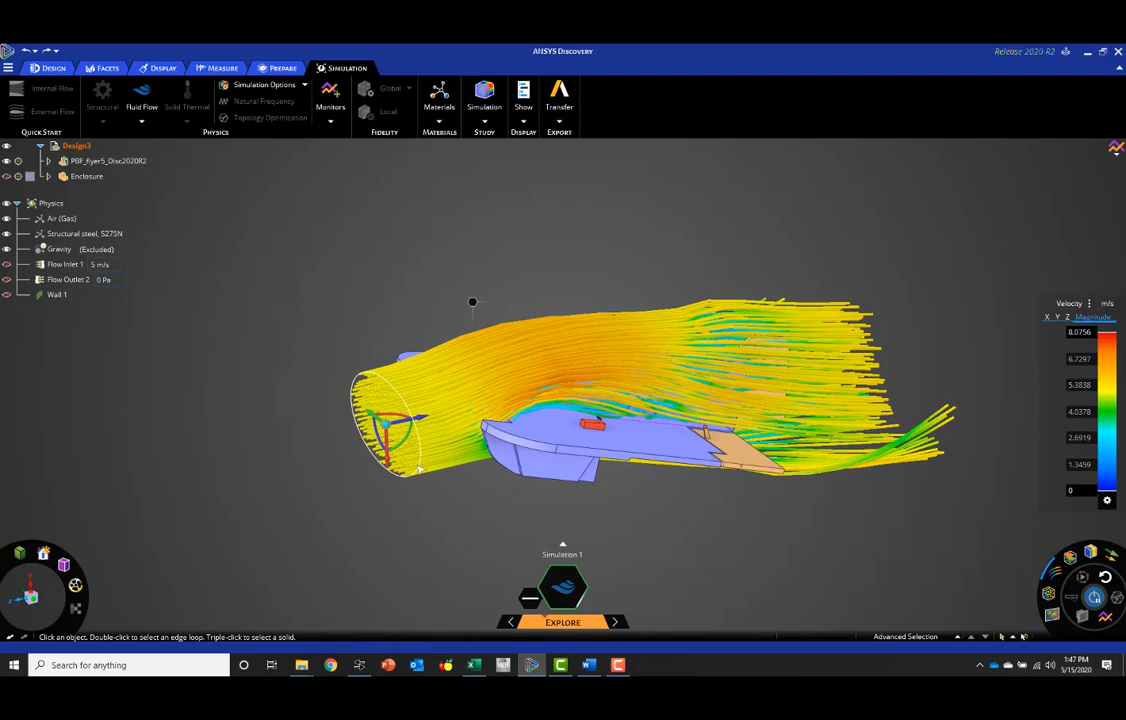 ANSYS Discovery
Release 2020 R2
DESIGN
FACETS
DISPLAY
MEASURE
PREPARE
SIMULATION
Internal Flow
External Flow
QUICK START
Structural
Fluid Flow
Solid Thermal
Simulation Options
Natural Frequency
Topology Optimization
PHYSICS
Monitors
Global
Local
FIDELITY
Materials
MATERIALS
Simulation
STUDY
Show
DISPLAY
Transfer
EXPORT
Design3
PBF_flyer5_Disc2020R2
Enclosure
Physics
Air (Gas)
Structural steel, S275N
Gravity (Excluded)
Flow Inlet 1 5 m/s
Flow Outlet 2 0 Pa
Wall 1
Velocity m/s
X Y Z Magnitude
8.0756
6.7297
5.3838
4.0378
2.6919
1.3459
0
Simulation 1
EXPLORE
Click an object. Double-click to select an edge loop. Triple-click to select a solid.
Advanced Selection
Search for anything
1:47 PM
5/15/2020